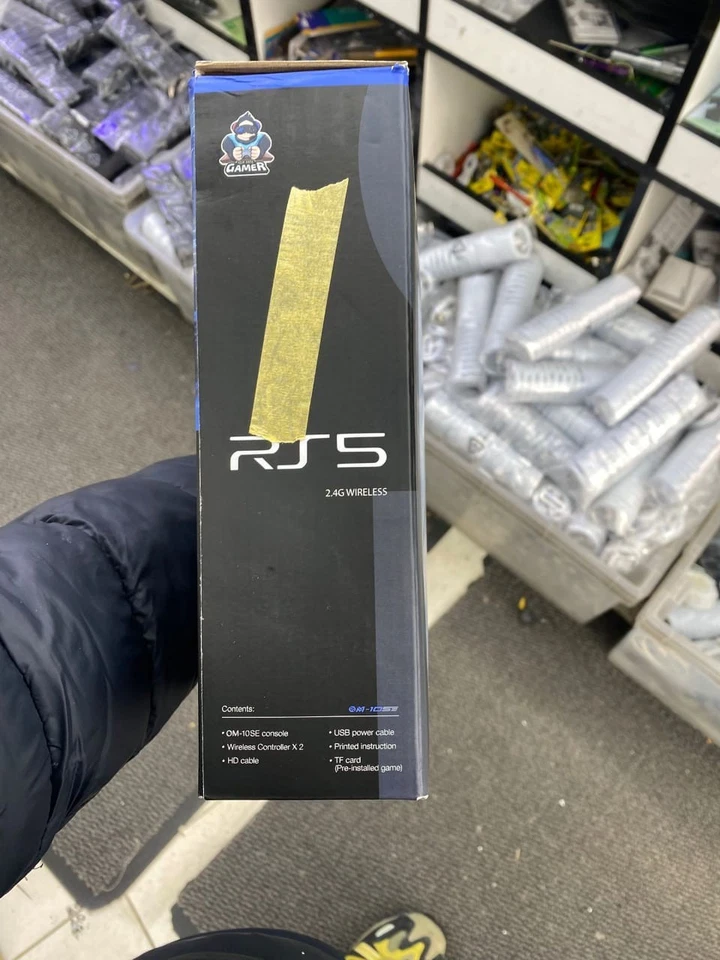 GAMER
RS5
2.4G WIRELESS
Contents:
OM-10SE
• OM-10SE console
• Wireless Controller X 2
• HD cable
• USB power cable
• Printed instruction
• TF card
(Pre-installed game)